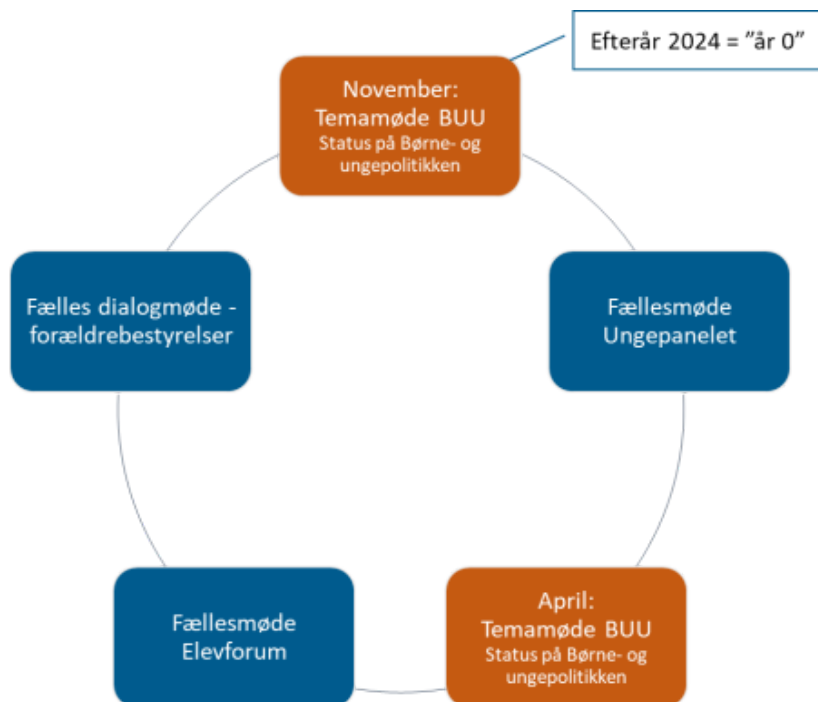 Efterår 2024 = ”år 0”
November:
Temamøde BUU
Status på Børne- og
ungepolitikken
Fælles dialogmøde -
forældrebestyrelser
Fællesmøde
Ungepanelet
Fællesmøde
Elevforum
April:
Temamøde BUU
Status på Børne- og
ungepolitikken